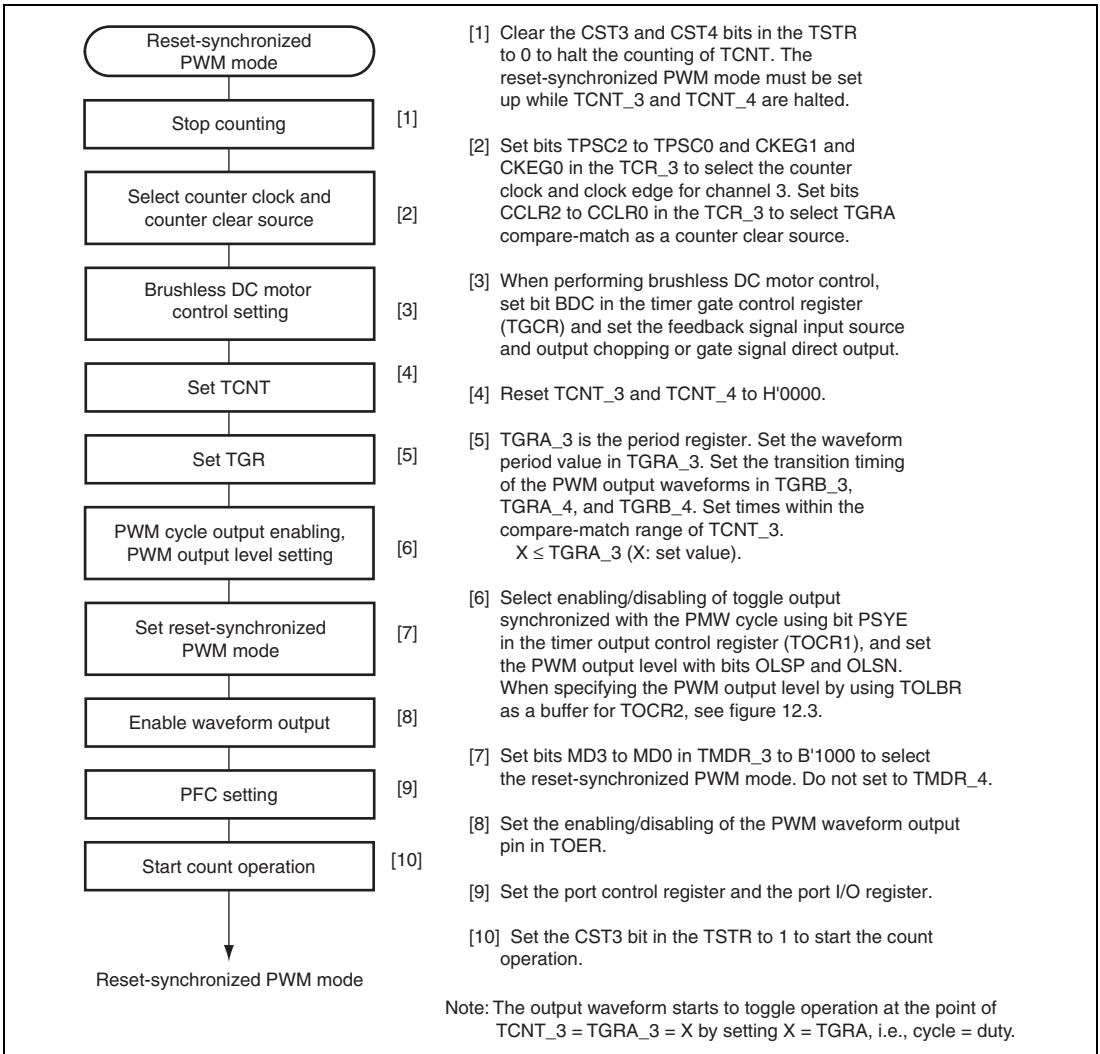 Reset-synchronized
PWM mode
Stop counting
[1]
Select counter clock and
counter clear source
[2]
Brushless DC motor
control setting
[3]
Set TCNT
[4]
Set TGR
[5]
PWM cycle output enabling,
PWM output level setting
[6]
Set reset-synchronized
PWM mode
[7]
Enable waveform output
[8]
PFC setting
[9]
Start count operation
[10]
Reset-synchronized PWM mode
[1] Clear the CST3 and CST4 bits in the TSTR
to 0 to halt the counting of TCNT. The
reset-synchronized PWM mode must be set
up while TCNT_3 and TCNT_4 are halted.
[2] Set bits TPSC2 to TPSC0 and CKEG1 and
CKEG0 in the TCR_3 to select the counter
clock and clock edge for channel 3. Set bits
CCLR2 to CCLR0 in the TCR_3 to select TGRA
compare-match as a counter clear source.
[3] When performing brushless DC motor control,
set bit BDC in the timer gate control register
(TGCR) and set the feedback signal input source
and output chopping or gate signal direct output.
[4] Reset TCNT_3 and TCNT_4 to H'0000.
[5] TGRA_3 is the period register. Set the waveform
period value in TGRA_3. Set the transition timing
of the PWM output waveforms in TGRB_3,
TGRA_4, and TGRB_4. Set times within the
compare-match range of TCNT_3.
X ≤ TGRA_3 (X: set value).
[6] Select enabling/disabling of toggle output
synchronized with the PMW cycle using bit PSYE
in the timer output control register (TOCR1), and set
the PWM output level with bits OLSP and OLSN.
When specifying the PWM output level by using TOLBR
as a buffer for TOCR2, see figure 12.3.
[7] Set bits MD3 to MD0 in TMDR_3 to B'1000 to select
the reset-synchronized PWM mode. Do not set to TMDR_4.
[8] Set the enabling/disabling of the PWM waveform output
pin in TOER.
[9] Set the port control register and the port I/O register.
[10] Set the CST3 bit in the TSTR to 1 to start the count
operation.
Note: The output waveform starts to toggle operation at the point of
TCNT_3 = TGRA_3 = X by setting X = TGRA, i.e., cycle = duty.